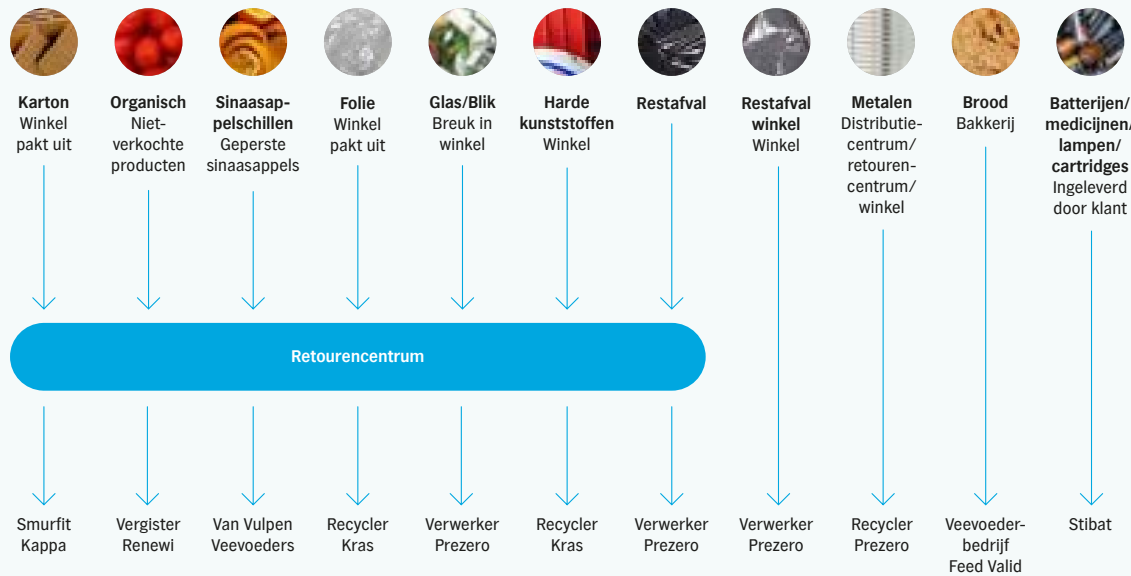 Karton
Winkel
pakt uit
Organisch
Niet-
verkochte
producten
Sinaasap-
pelschillen
Geperste
sinaasappels
Folie
Winkel
pakt uit
Glas/Blik
Breuk in
winkel
Harde
kunststoffen
Winkel
Restafval
Restafval
winkel
Winkel
Metalen
Distributie-
centrum/
retouren-
centrum/
winkel
Brood
Bakkerij
Batterijen/
medicijnen/
lampen/
cartridges
Ingeleverd
door klant
Retourencentrum
Smurfit
Kappa
Vergister
Renewi
Van Vulpen
Veevoeders
Recycler
Kras
Verwerker
Prezero
Recycler
Kras
Verwerker
Prezero
Verwerker
Prezero
Recycler
Prezero
Veevoeder-
bedrijf
Feed Valid
Stibat